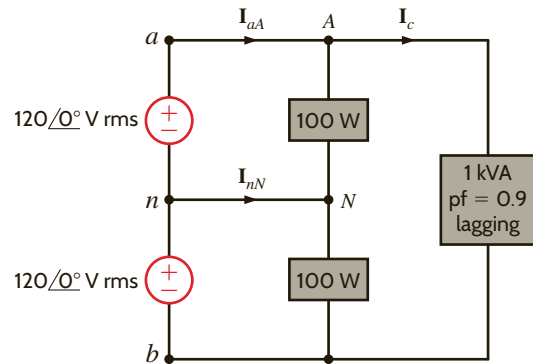 I_aA
A
I_c
a
120/0° V rms
+
−
100 W
n
I_nN
N
1 kVA
pf = 0.9
lagging
120/0° V rms
+
−
100 W
b